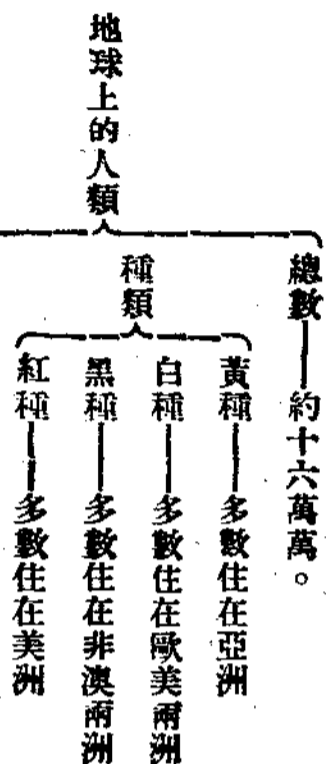 地球上的人類
總數——約十六萬萬。
種類
黃種——多數住在亞洲
白種——多數住在歐美兩洲
黑種——多數住在非澳兩洲
紅種——多數住在美洲